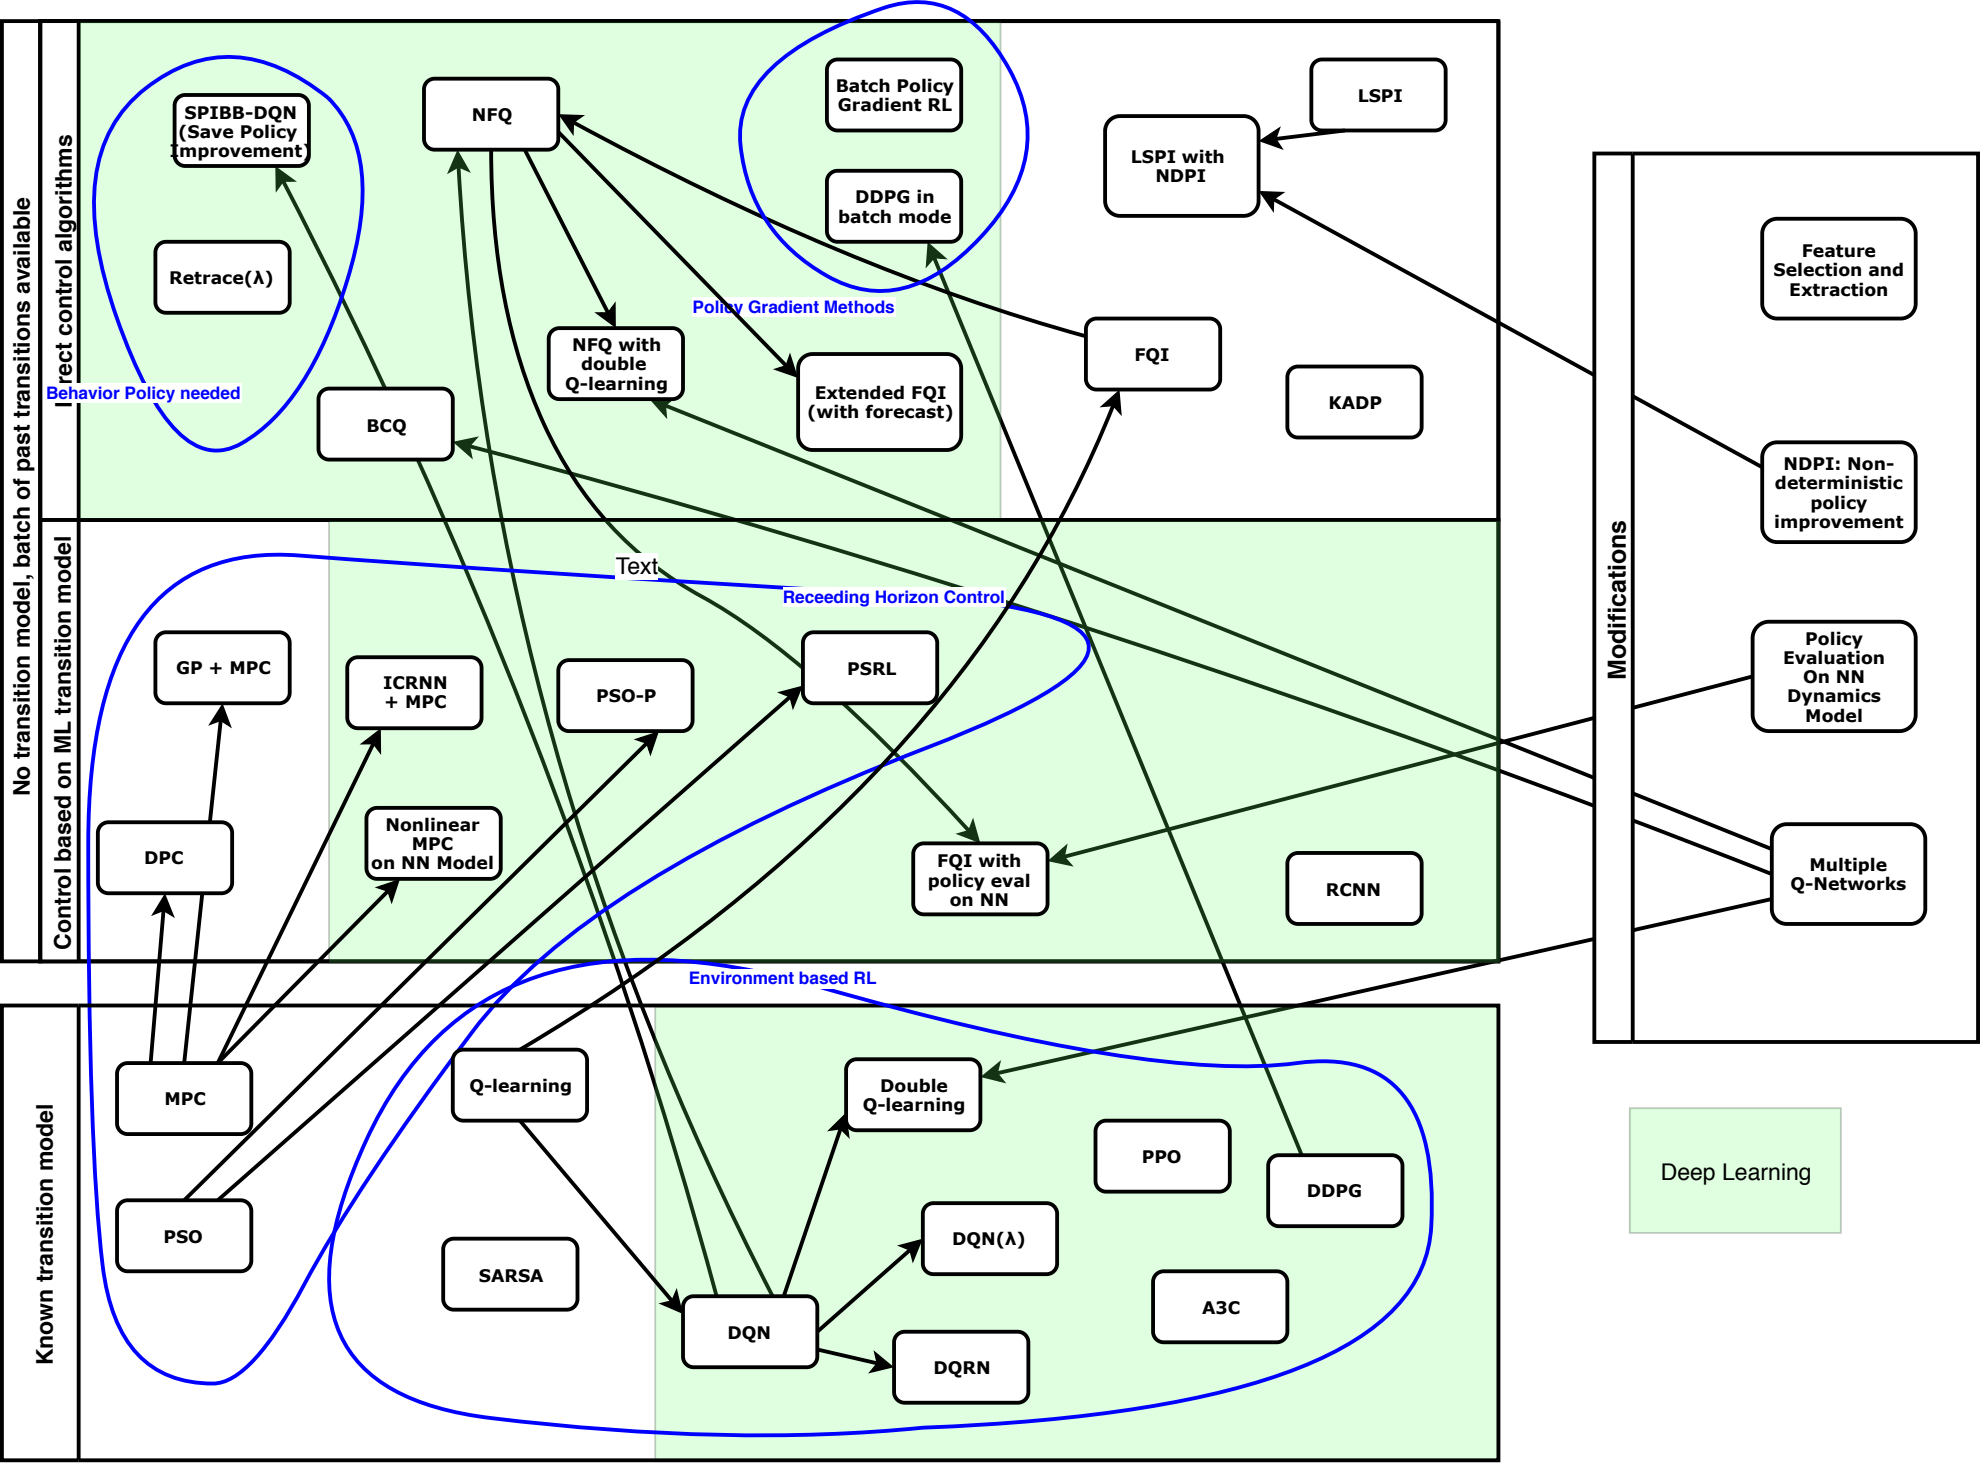 No transition model, batch of past transitions available
rect control algorithms
SPIBB-DQN
(Save Policy
Improvement)
Retrace(λ)
Behavior Policy needed
NFQ
BCQ
NFQ with
double
Q-learning
Batch Policy
Gradient RL
DDPG in
batch mode
Policy Gradient Methods
Extended FQI
(with forecast)
LSPI
LSPI with
NDPI
FQI
KADP
Control based on ML transition model
Text
Receeding Horizon Control
GP + MPC
ICRNN
+ MPC
PSO-P
PSRL
DPC
Nonlinear
MPC
on NN Model
FQI with
policy eval
on NN
RCNN
Known transition model
Environment based RL
MPC
PSO
Q-learning
SARSA
DQN
Double
Q-learning
DQN(λ)
DQRN
PPO
DDPG
A3C
Modifications
Feature
Selection and
Extraction
NDPI: Non-
deterministic
policy
improvement
Policy
Evaluation
On NN
Dynamics
Model
Multiple
Q-Networks
Deep Learning